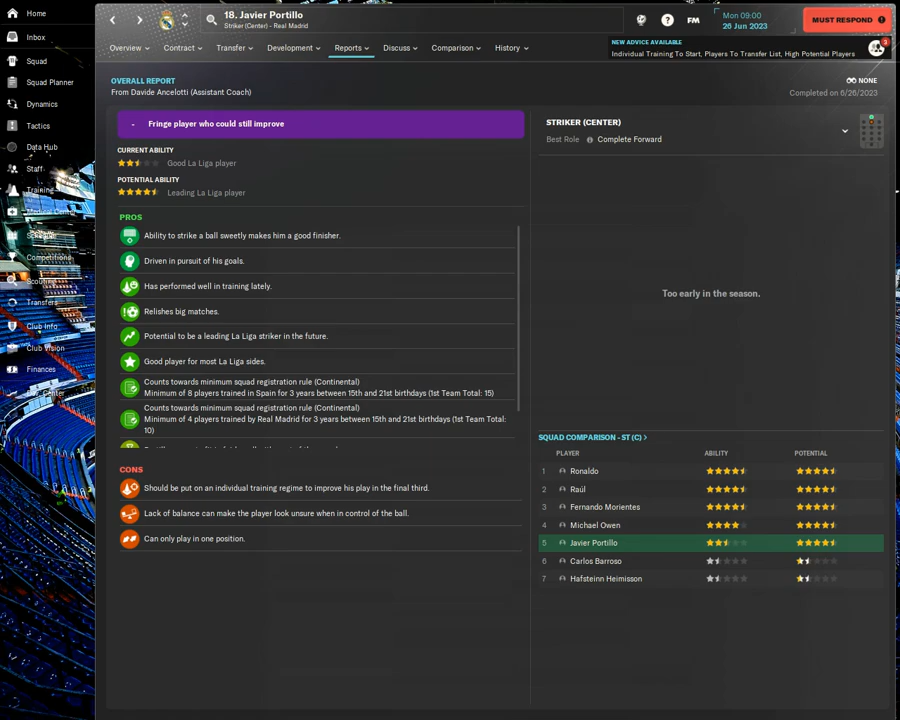 Home
Inbox
Squad
Squad Planner
Dynamics
Tactics
Data Hub
Staff
Training
Competitions
Scouting
Transfers
Club Info
Club Vision
Finances
18. Javier Portillo
Striker (Center) - Real Madrid
?
FM
Mon 09:00
26 Jun 2023
MUST RESPOND
Overview
Contract
Transfer
Development
Reports
Discuss
Comparison
History
NEW ADVICE AVAILABLE
Individual Training To Start, Players To Transfer List, High Potential Players
3
OVERALL REPORT
From Davide Ancelotti (Assistant Coach)
NONE
Completed on 6/26/2023
- Fringe player who could still improve
CURRENT ABILITY
Good La Liga player
POTENTIAL ABILITY
Leading La Liga player
PROS
Ability to strike a ball sweetly makes him a good finisher.
Driven in pursuit of his goals.
Has performed well in training lately.
Relishes big matches.
Potential to be a leading La Liga striker in the future.
Good player for most La Liga sides.
Counts towards minimum squad registration rule (Continental)
Minimum of 8 players trained in Spain for 3 years between 15th and 21st birthdays (1st Team Total: 15)
Counts towards minimum squad registration rule (Continental)
Minimum of 4 players trained by Real Madrid for 3 years between 15th and 21st birthdays (1st Team Total:
10)
CONS
Should be put on an individual training regime to improve his play in the final third.
Lack of balance can make the player look unsure when in control of the ball.
Can only play in one position.
STRIKER (CENTER)
Best Role Complete Forward
Too early in the season.
SQUAD COMPARISON - ST (C) >
PLAYER ABILITY POTENTIAL
1 Ronaldo
2 Raúl
3 Fernando Morientes
4 Michael Owen
5 Javier Portillo
6 Carlos Barroso
7 Hafsteinn Heimisson